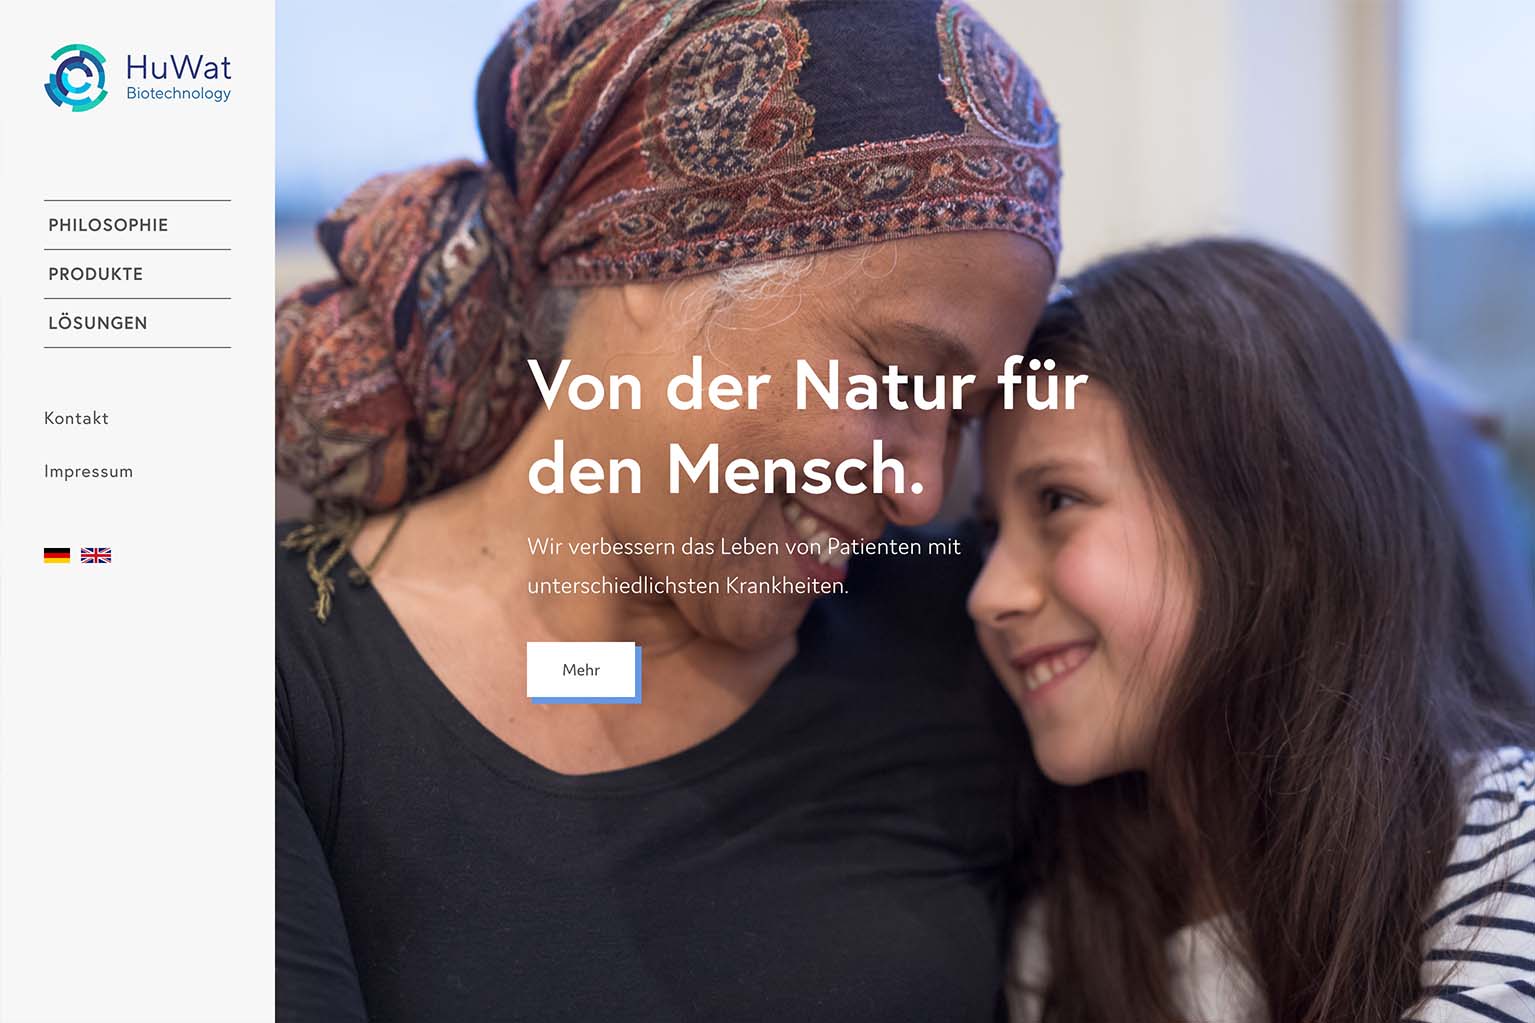 HuWat
Biotechnology
PHILOSOPHIE
PRODUKTE
LÖSUNGEN
Kontakt
Impressum
Von der Natur für
den Mensch.
Wir verbessern das Leben von Patienten mit
unterschiedlichsten Krankheiten.
Mehr